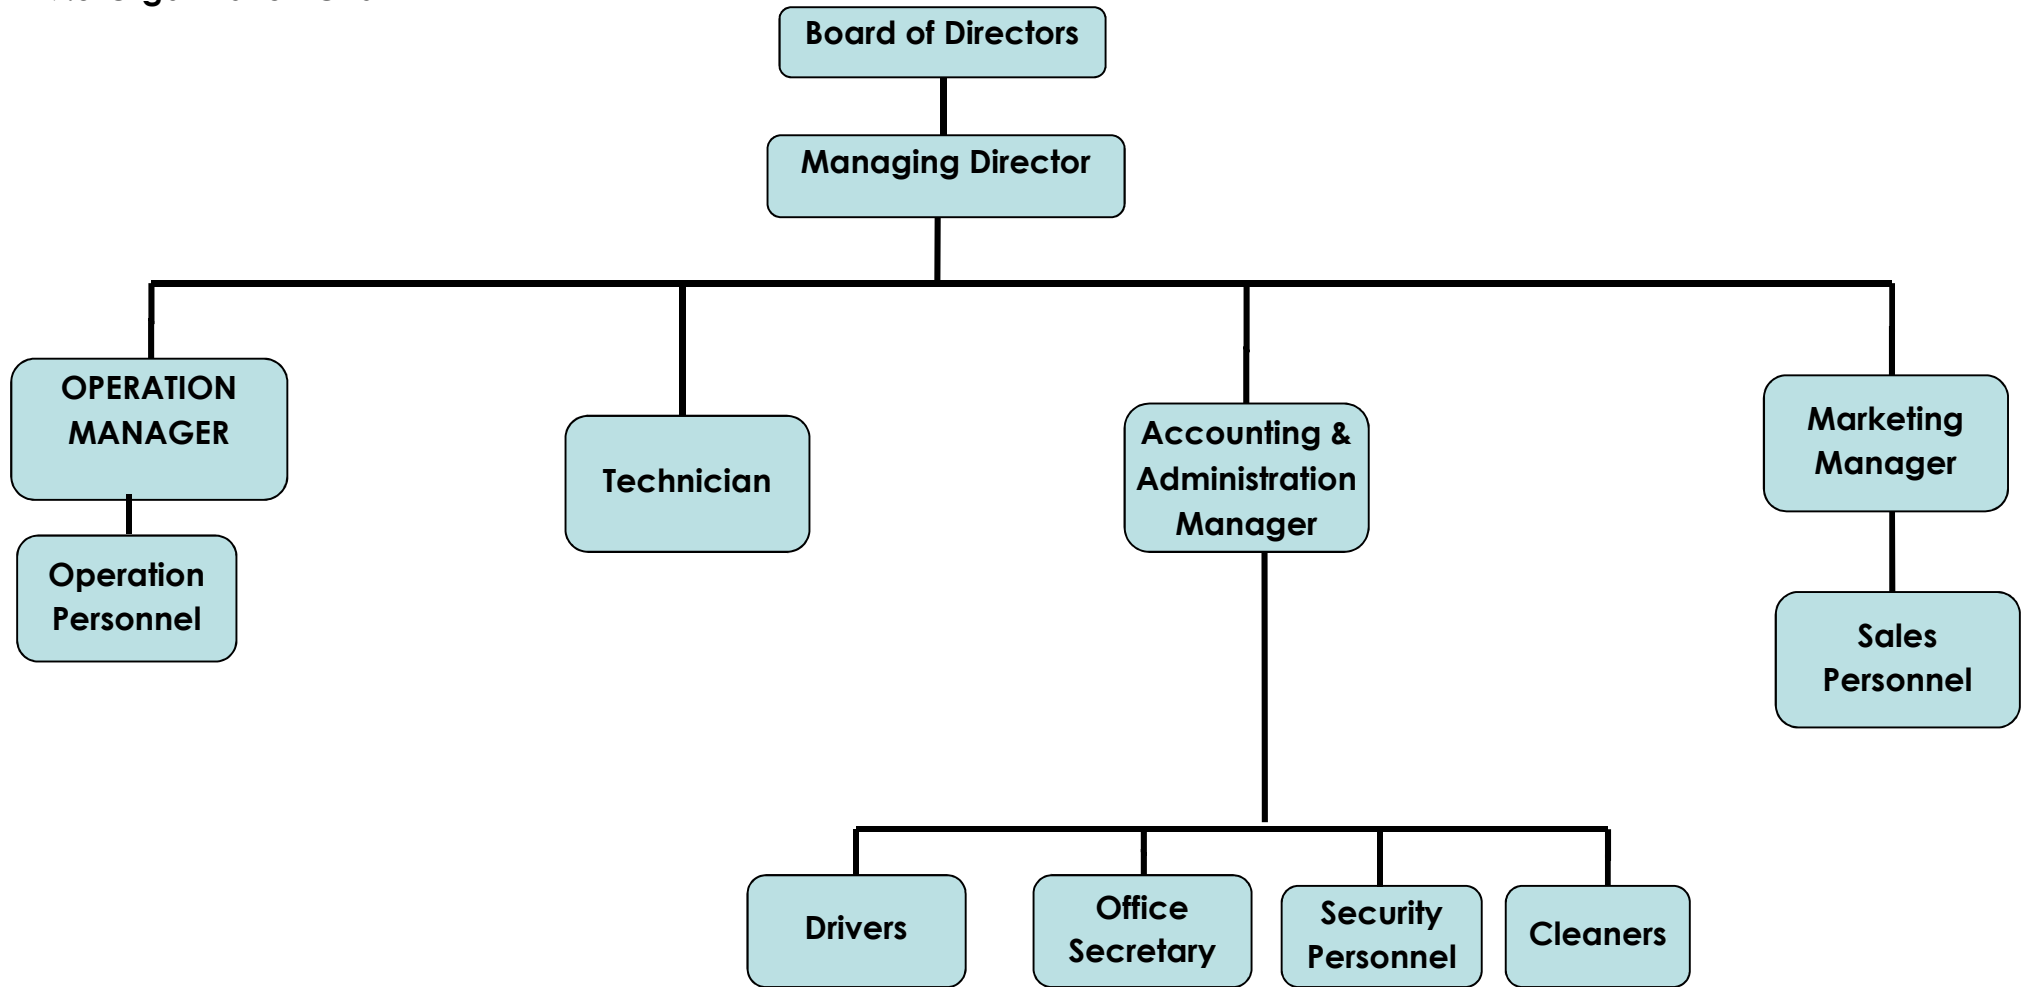 Board of Directors
Managing Director
OPERATION
MANAGER
Technician
Accounting &
Administration
Manager
Marketing
Manager
Operation
Personnel
Sales
Personnel
Drivers
Office
Secretary
Security
Personnel
Cleaners